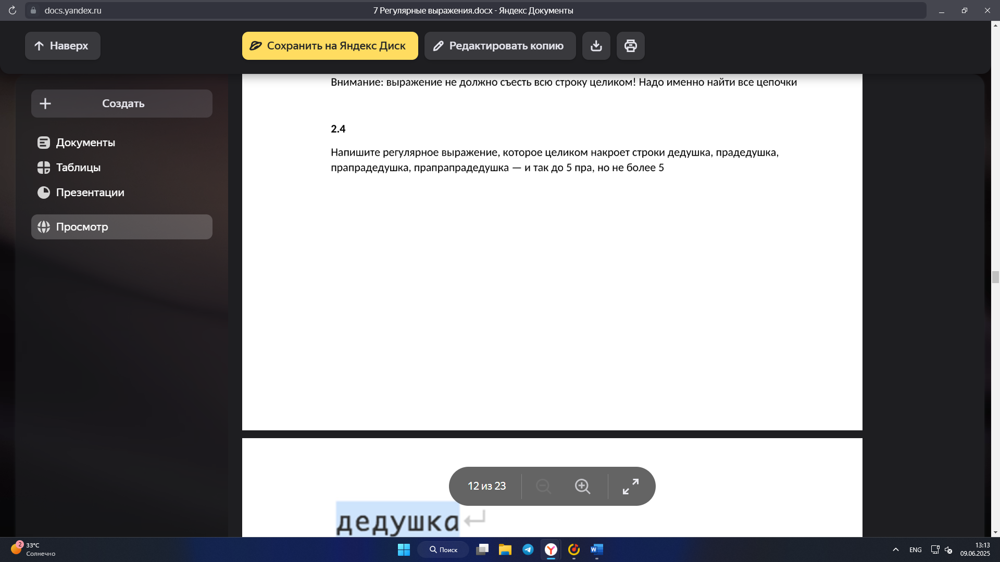 docs.yandex.ru
7 Регулярные выражения.docx - Яндекс Документы
Наверх
Сохранить на Яндекс Диск
Редактировать копию
Создать
Документы
Таблицы
Презентации
Просмотр
Внимание: выражение не должно съесть всю строку целиком! Надо именно найти все цепочки
2.4
Напишите регулярное выражение, которое целиком накроет строки дедушка, прадедушка,
прапрадедушка, прапрапрадедушка — и так до 5 пра, но не более 5
12 из 23
дедушка
2
33°C
Солнечно
Поиск
ENG
13:13
09.06.2025